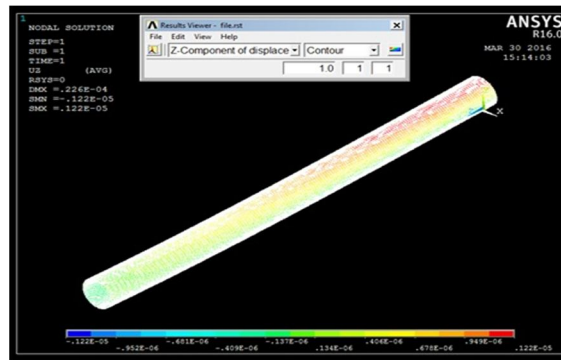 1
NODAL SOLUTION
STEP=1
SUB =1
TIME=1
UZ (AVG)
RSYS=0
DMX =.226E-04
SMN =-.122E-05
SMX =.122E-05
Results Viewer - file.rst
File Edit View Help
Z-Component of displace Contour
1.0 1 1
ANSYS
R16.0
MAR 30 2016
15:14:03
X
-.122E-05 -.681E-06 -.137E-06 .406E-06 .949E-06
-.952E-06 -.409E-06 .134E-06 .678E-06 .122E-05